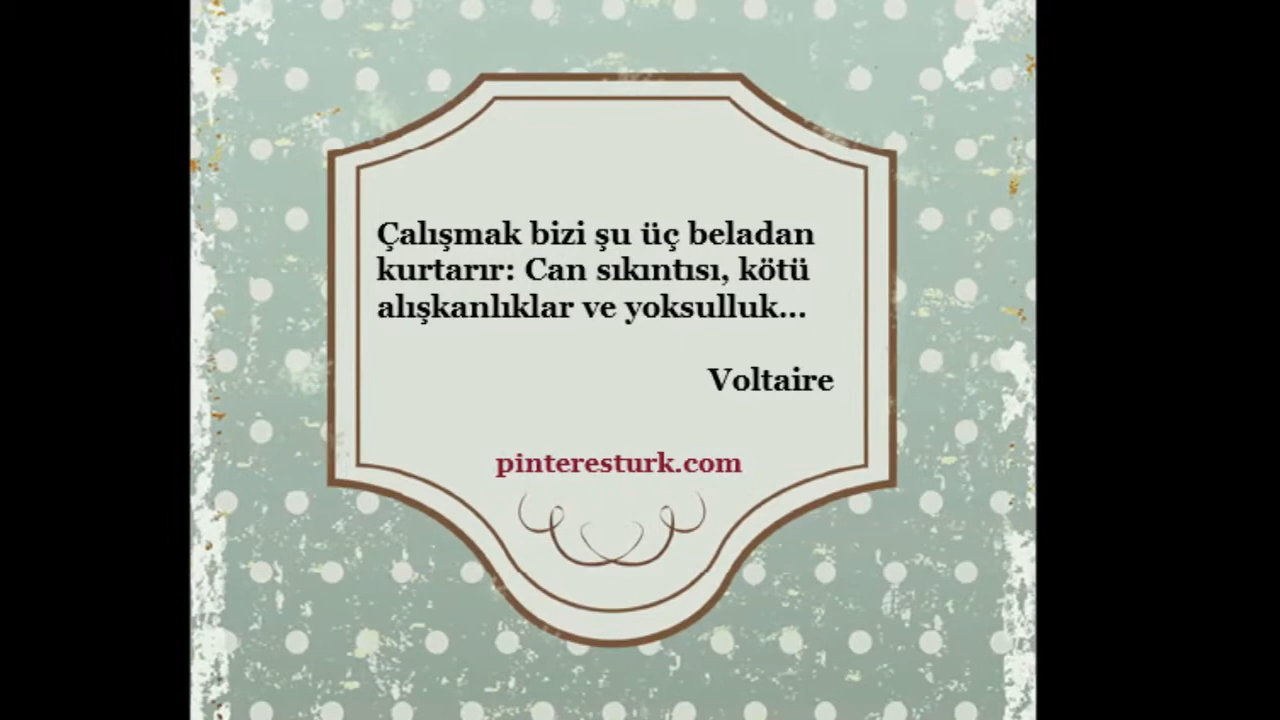 Çalışmak bizi şu üç beladan
kurtarır: Can sıkıntısı, kötü
alışkanlıklar ve yoksulluk...
Voltaire
pinteresturk.com